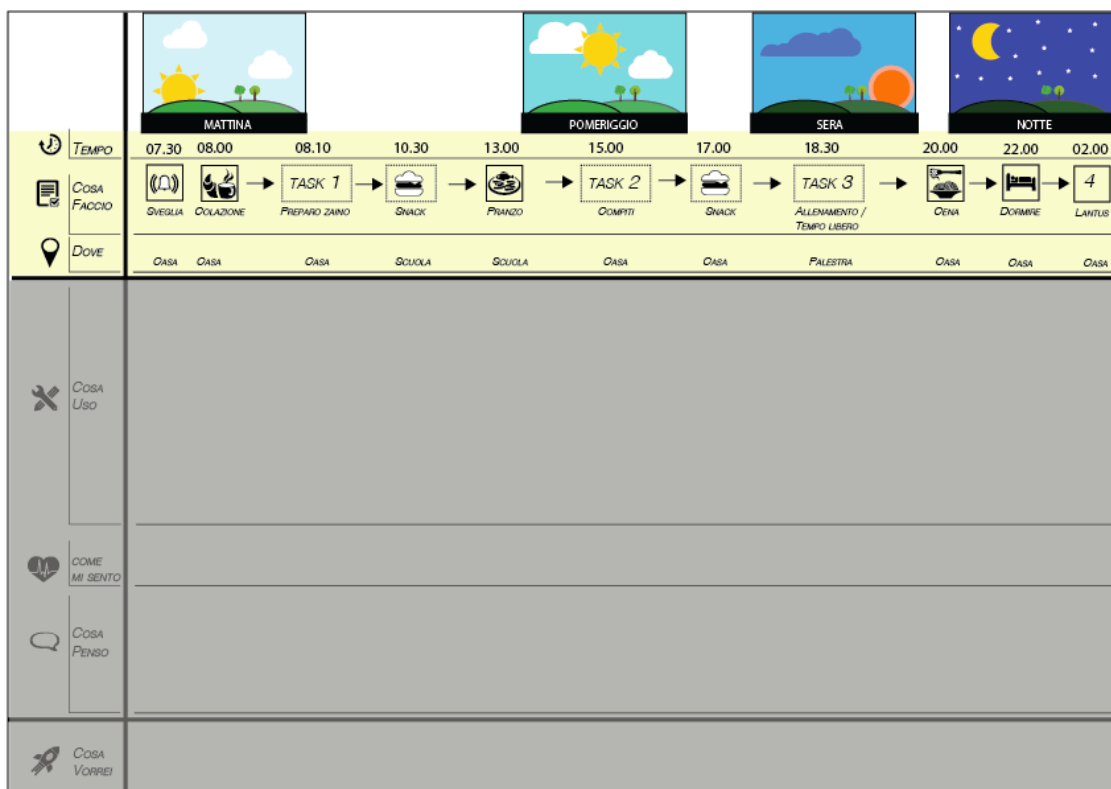 MATTINA POMERIGGIO SERA NOTTE
TEMPO 07.30 08.00 08.10 10.30 13.00 15.00 17.00 18.30 20.00 22.00 02.00
COSA
FACCIO
TASK 1 TASK 2 TASK 3 4
SVEGLIA COLAZIONE PREPARO ZAINO SNACK PRANZO COMPITI SNACK ALLENAMENTO / CENA DORMIRE LANTUS
TEMPO LIBERO
DOVE
CASA CASA CASA SCUOLA SCUOLA CASA CASA PALESTRA CASA CASA CASA
COSA
USO
COME
MI SENTO
COSA
PENSO
COSA
VORREI